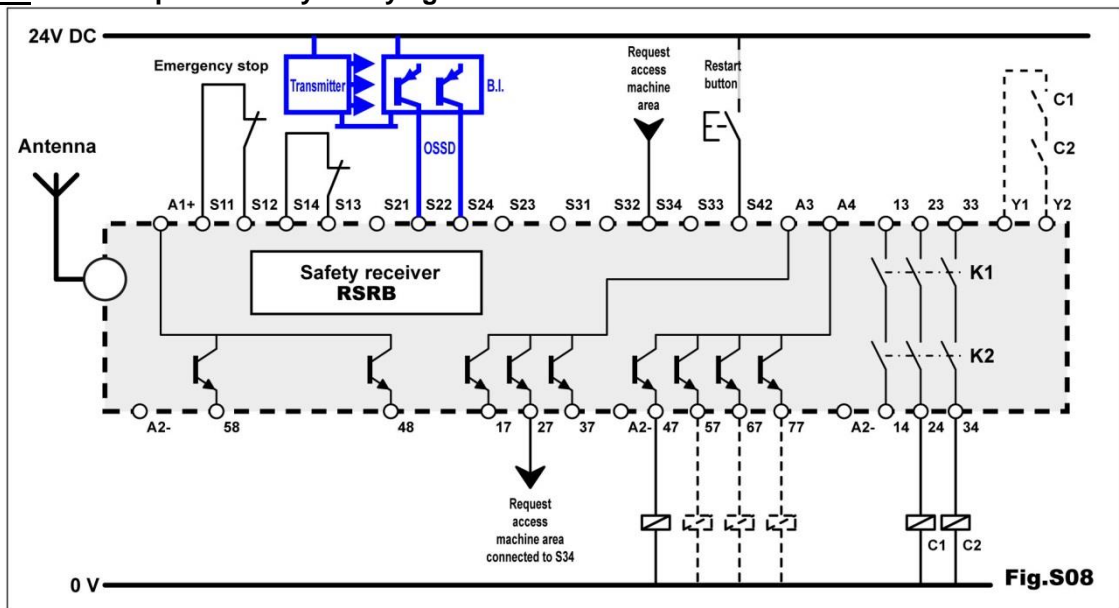 24V DC
Emergency stop
Transmitter
B.I.
OSSD
Request
access
machine
area
Restart
button
C1
C2
Antenna
A1+ S11 S12 S14 S13 S21 S22 S24 S23 S31 S32 S34 S33 S42 A3 A4 13 23 33 Y1 Y2
Safety receiver
RSRB
K1
K2
A2- 58 48 17 27 37 A2- 47 57 67 77 A2- 14 24 34
Request
access
machine area
connected to S34
C1 C2
0 V
Fig.S08